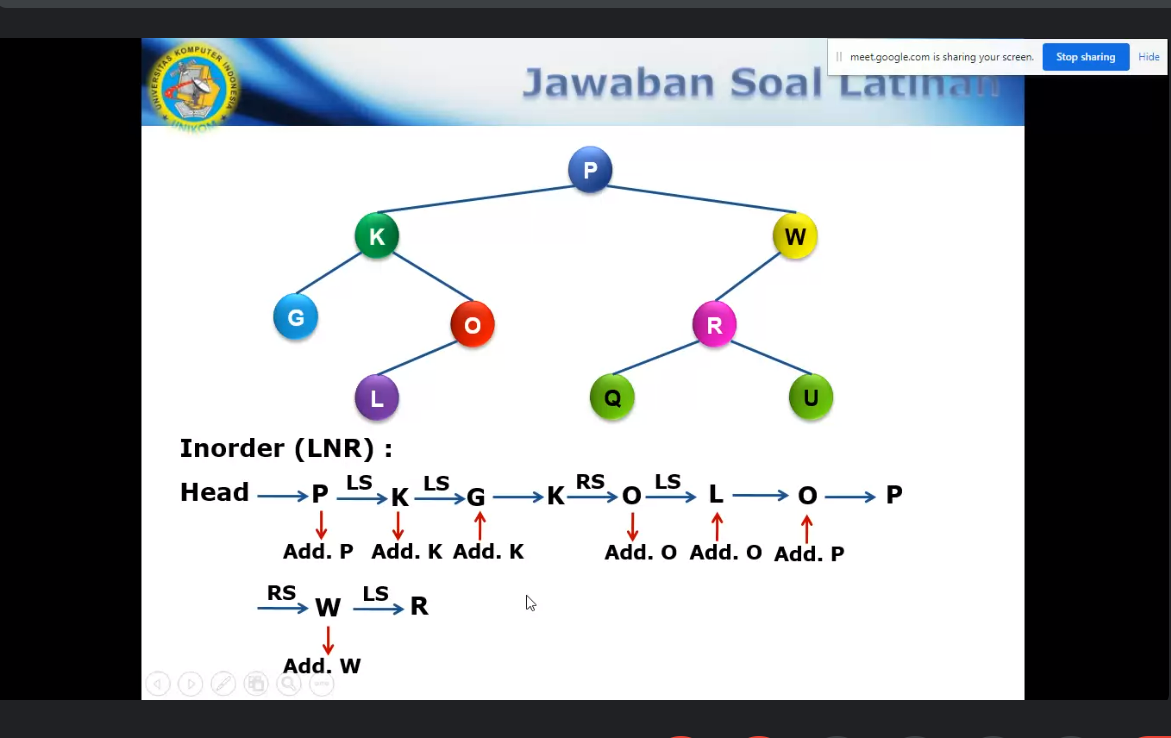 meet.google.com is sharing your screen. Stop sharing Hide
UNIVERSITAS KOMPUTER INDONESIA
UNIKOM
Jawaban Soal Latihan
P
K W
G O R
L Q U
Inorder (LNR) :
LS LS RS LS
Head P K G K O L O P
Add. P Add. K Add. K Add. O Add. O Add. P
RS LS
W R
Add. W